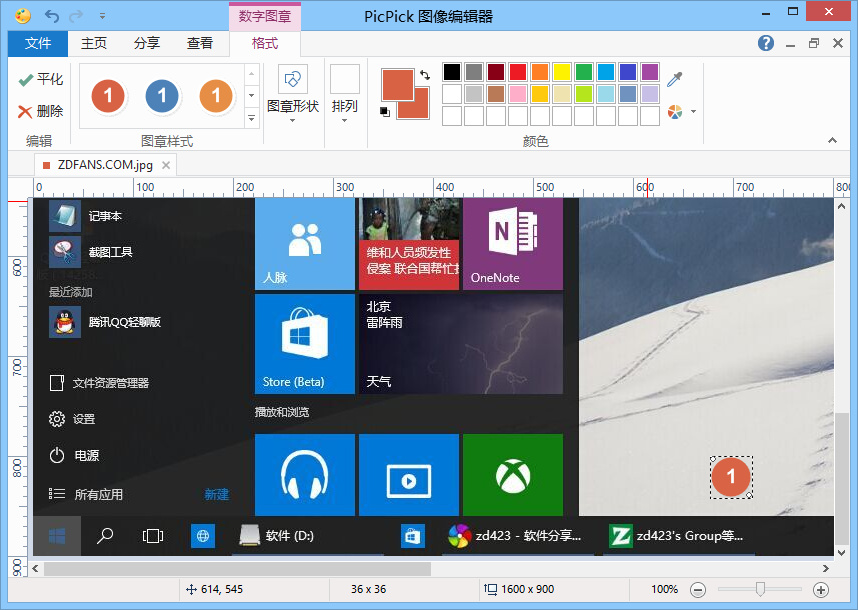 数字图章
PicPick 图像编辑器
文件
主页
分享
查看
格式
平化
删除
编辑
1
1
1
图章样式
图章形状
排列
颜色
ZDFANS.COM.jpg
0
100
200
300
400
500
600
700
800
600
700
800
900
记事本
截图工具
最近添加
腾讯QQ轻聊版
文件资源管理器
设置
电源
所有应用
新建
人脉
维和人员频发性
侵案 联合国帮忙
OneNote
Store (Beta)
北京
雷阵雨
天气
播放和浏览
1
软件 (D:)
zd423 - 软件分享...
zd423's Group等...
614, 545
36 x 36
1600 x 900
100%